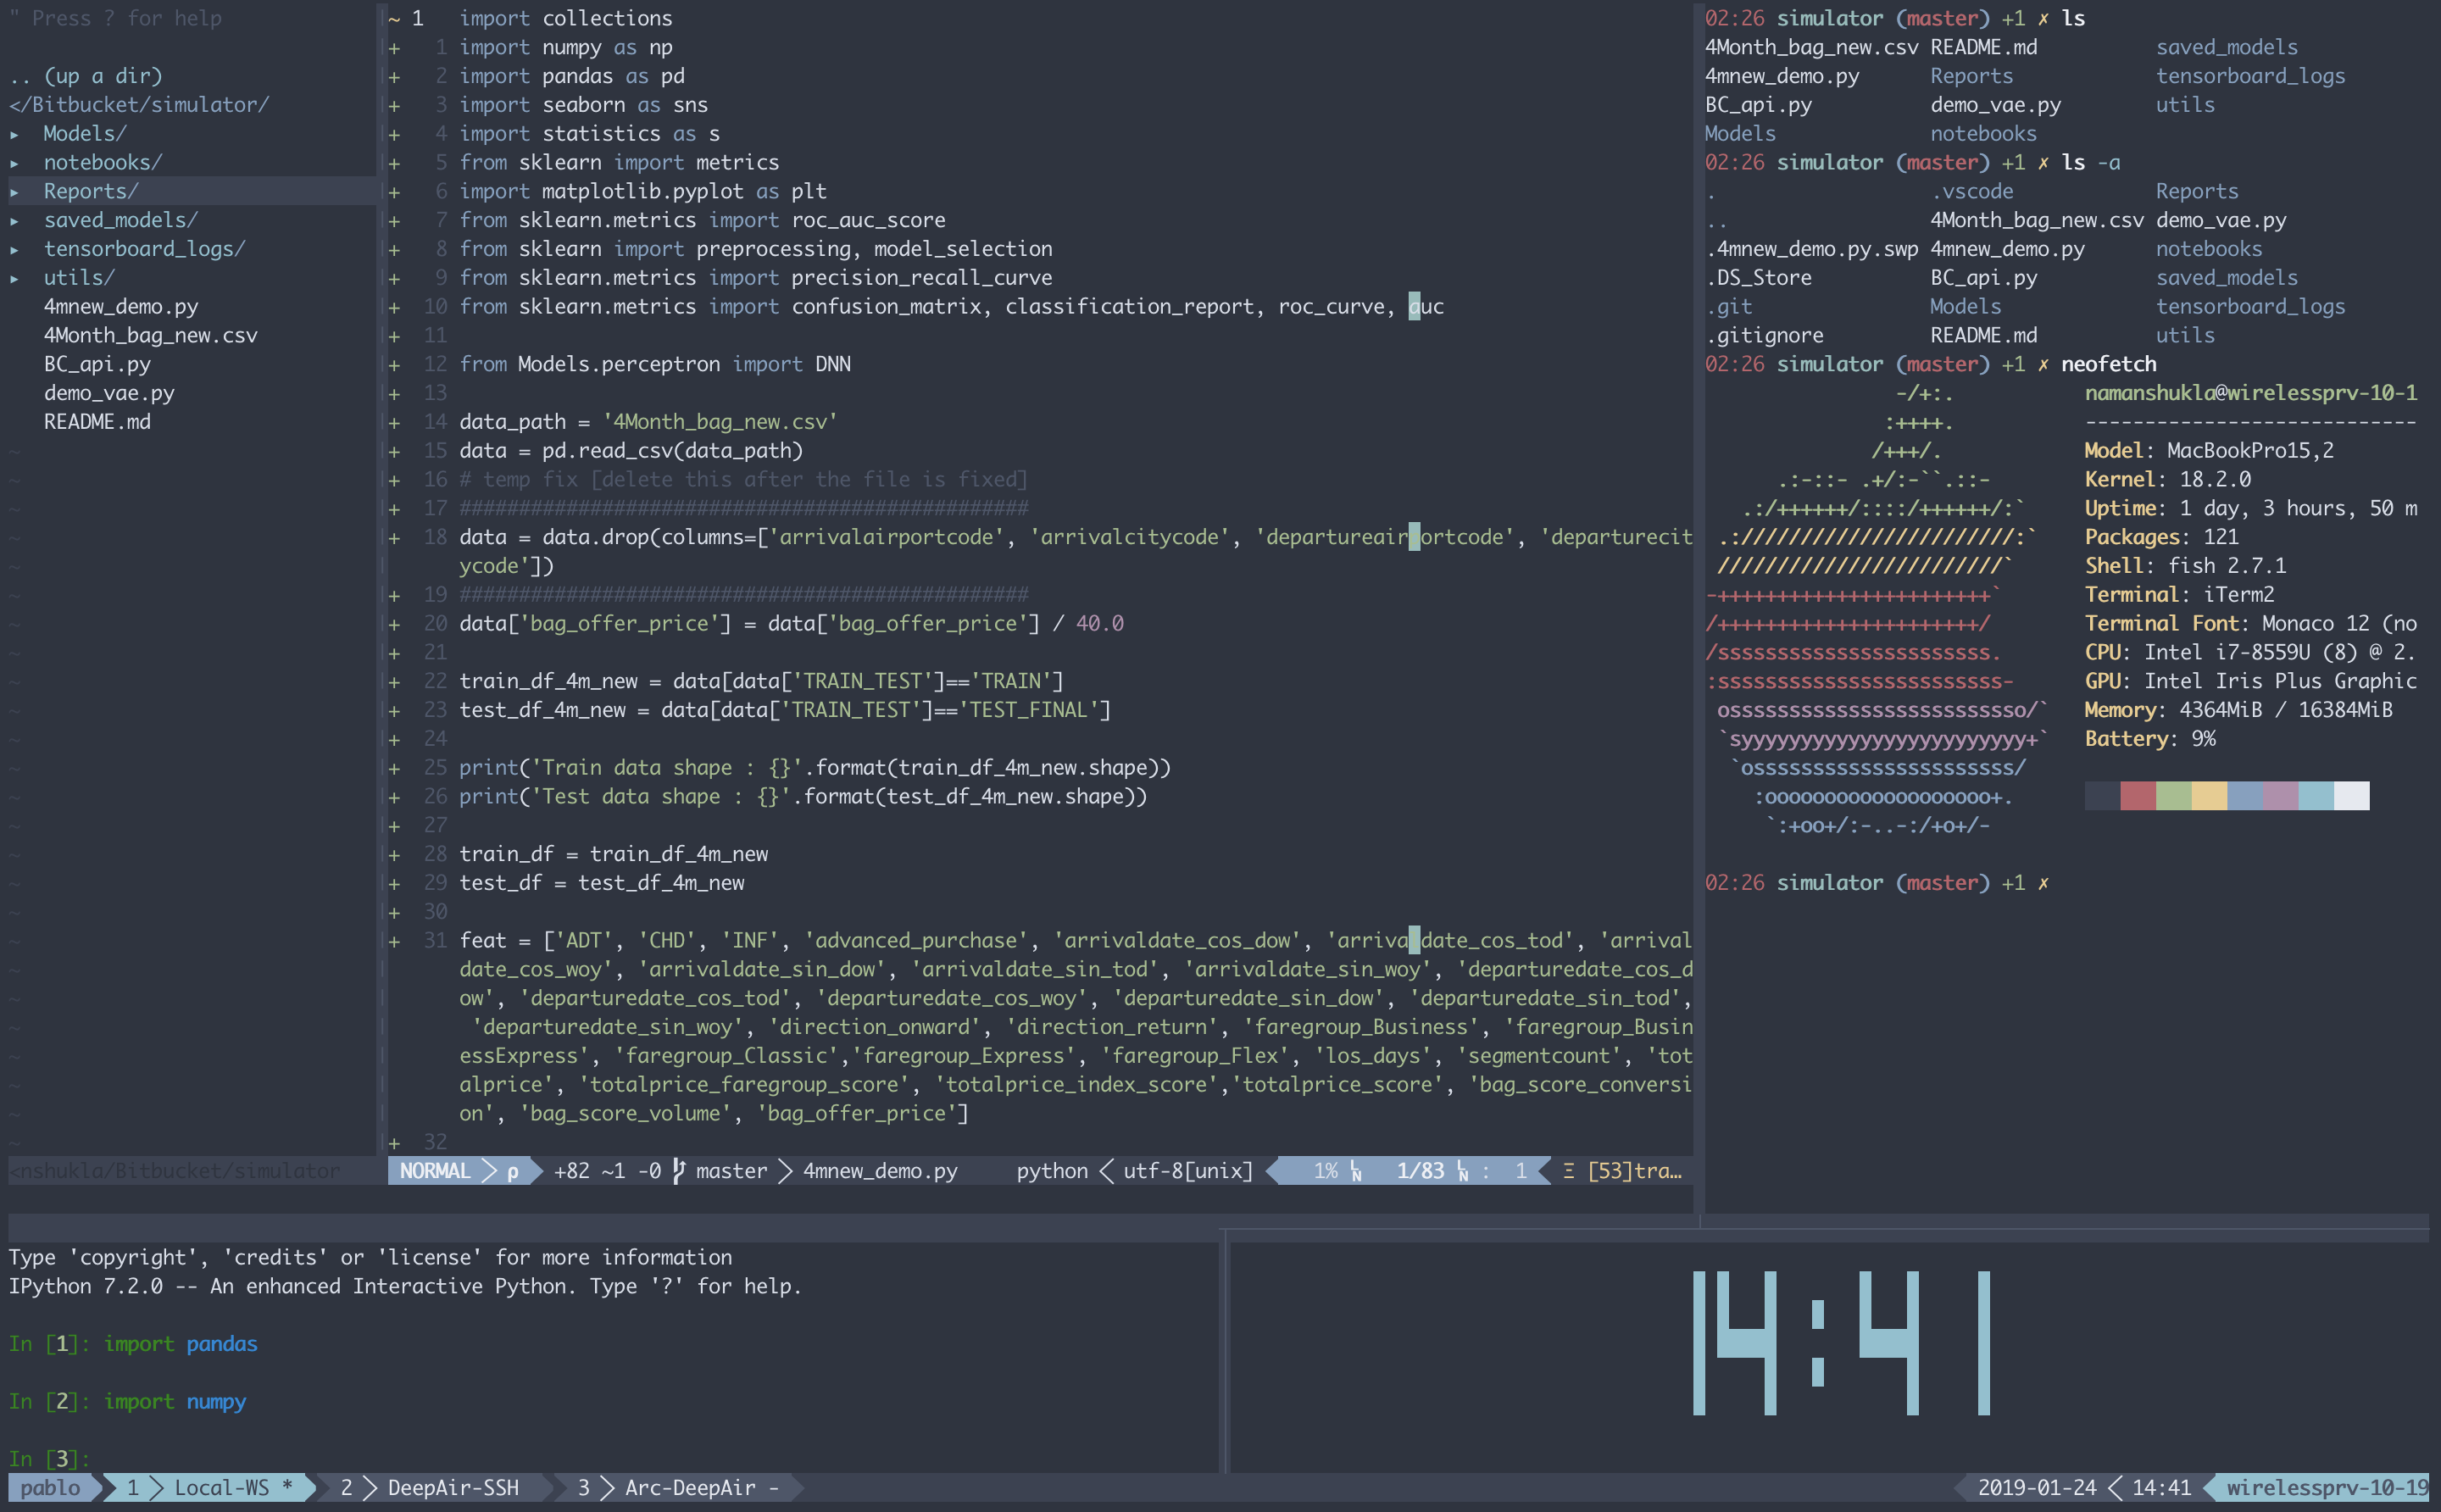 " Press ? for help
.. (up a dir)
</Bitbucket/simulator/
▸ Models/
▸ notebooks/
▸ Reports/
▸ saved_models/
▸ tensorboard_logs/
▸ utils/
4mnew_demo.py
4Month_bag_new.csv
BC_api.py
demo_vae.py
README.md
<nshukla/Bitbucket/simulator
~ 1 import collections
+ 1 import numpy as np
+ 2 import pandas as pd
+ 3 import seaborn as sns
+ 4 import statistics as s
+ 5 from sklearn import metrics
+ 6 import matplotlib.pyplot as plt
+ 7 from sklearn.metrics import roc_auc_score
+ 8 from sklearn import preprocessing, model_selection
+ 9 from sklearn.metrics import precision_recall_curve
+ 10 from sklearn.metrics import confusion_matrix, classification_report, roc_curve, auc
+ 11
+ 12 from Models.perceptron import DNN
+ 13
+ 14 data_path = '4Month_bag_new.csv'
+ 15 data = pd.read_csv(data_path)
+ 16 # temp fix [delete this after the file is fixed]
+ 17 ################################################
+ 18 data = data.drop(columns=['arrivalairportcode', 'arrivalcitycode', 'departureair ortcode', 'departurecit
ycode'])
+ 19 ################################################
+ 20 data['bag_offer_price'] = data['bag_offer_price'] / 40.0
+ 21
+ 22 train_df_4m_new = data[data['TRAIN_TEST']=='TRAIN']
+ 23 test_df_4m_new = data[data['TRAIN_TEST']=='TEST_FINAL']
+ 24
+ 25 print('Train data shape : {}'.format(train_df_4m_new.shape))
+ 26 print('Test data shape : {}'.format(test_df_4m_new.shape))
+ 27
+ 28 train_df = train_df_4m_new
+ 29 test_df = test_df_4m_new
+ 30
+ 31 feat = ['ADT', 'CHD', 'INF', 'advanced_purchase', 'arrivaldate_cos_dow', 'arriva date_cos_tod', 'arrival
date_cos_woy', 'arrivaldate_sin_dow', 'arrivaldate_sin_tod', 'arrivaldate_sin_woy', 'departuredate_cos_d
ow', 'departuredate_cos_tod', 'departuredate_cos_woy', 'departuredate_sin_dow', 'departuredate_sin_tod',
'departuredate_sin_woy', 'direction_onward', 'direction_return', 'faregroup_Business', 'faregroup_Busin
essExpress', 'faregroup_Classic','faregroup_Express', 'faregroup_Flex', 'los_days', 'segmentcount', 'tot
alprice', 'totalprice_faregroup_score', 'totalprice_index_score','totalprice_score', 'bag_score_conversi
on', 'bag_score_volume', 'bag_offer_price']
+ 32
NORMAL ρ +82 ~1 -0 master 4mnew_demo.py python utf-8[unix] 1% 1/83 : 1 Ξ [53]tra…
02:26 simulator (master) +1 ✗ ls
4Month_bag_new.csv README.md saved_models
4mnew_demo.py Reports tensorboard_logs
BC_api.py demo_vae.py utils
Models notebooks
02:26 simulator (master) +1 ✗ ls -a
. .vscode Reports
.. 4Month_bag_new.csv demo_vae.py
.4mnew_demo.py.swp 4mnew_demo.py notebooks
.DS_Store BC_api.py saved_models
.git Models tensorboard_logs
.gitignore README.md utils
02:26 simulator (master) +1 ✗ neofetch
namanshukla@wirelessprv-10-1
----------------------------
Model: MacBookPro15,2
Kernel: 18.2.0
Uptime: 1 day, 3 hours, 50 m
Packages: 121
Shell: fish 2.7.1
Terminal: iTerm2
Terminal Font: Monaco 12 (no
CPU: Intel i7-8559U (8) @ 2.
GPU: Intel Iris Plus Graphic
Memory: 4364MiB / 16384MiB
Battery: 9%
02:26 simulator (master) +1 ✗
Type 'copyright', 'credits' or 'license' for more information
IPython 7.2.0 -- An enhanced Interactive Python. Type '?' for help.
In [1]: import pandas
In [2]: import numpy
In [3]:
14:41
pablo 1 Local-WS * 2 DeepAir-SSH 3 Arc-DeepAir - 2019-01-24 14:41 wirelessprv-10-19